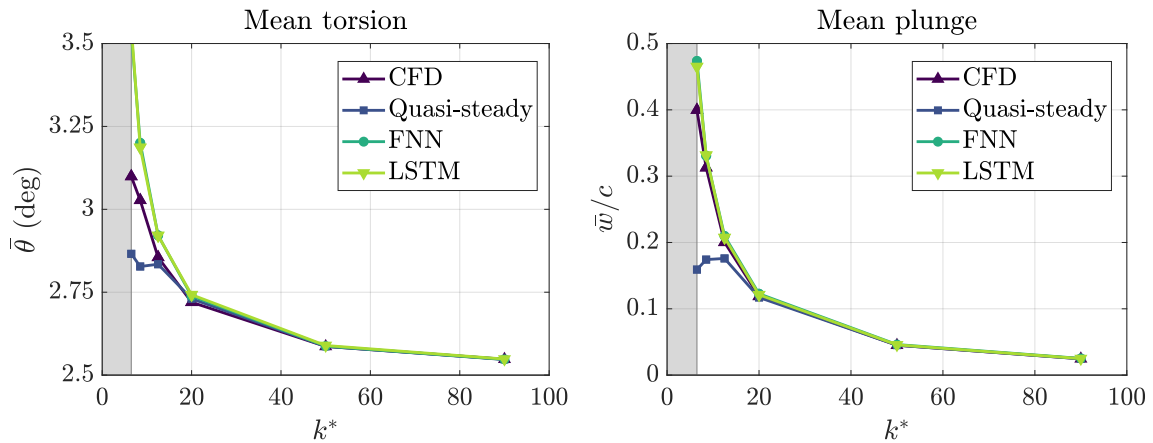 Mean torsion
3.5
3.25
3
2.75
2.5
0
20
40
60
80
100
k*
θ̄ (deg)
CFD
Quasi-steady
FNN
LSTM
Mean plunge
0.5
0.4
0.3
0.2
0.1
0
0
20
40
60
80
100
k*
w̄/c
CFD
Quasi-steady
FNN
LSTM